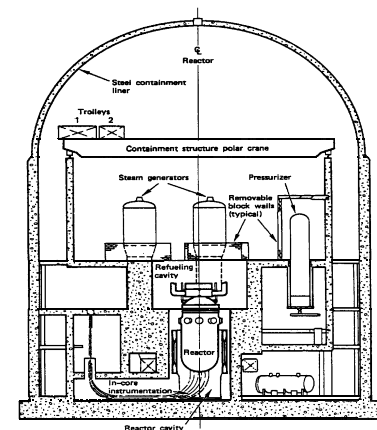 ℄
Reactor
Steel containment
liner
Trolleys
1 2
Containment structure polar crane
Steam generators
Pressurizer
Removable
block walls
(typical)
Refueling
cavity
Reactor
In-core
instrumentation
Reactor cavity